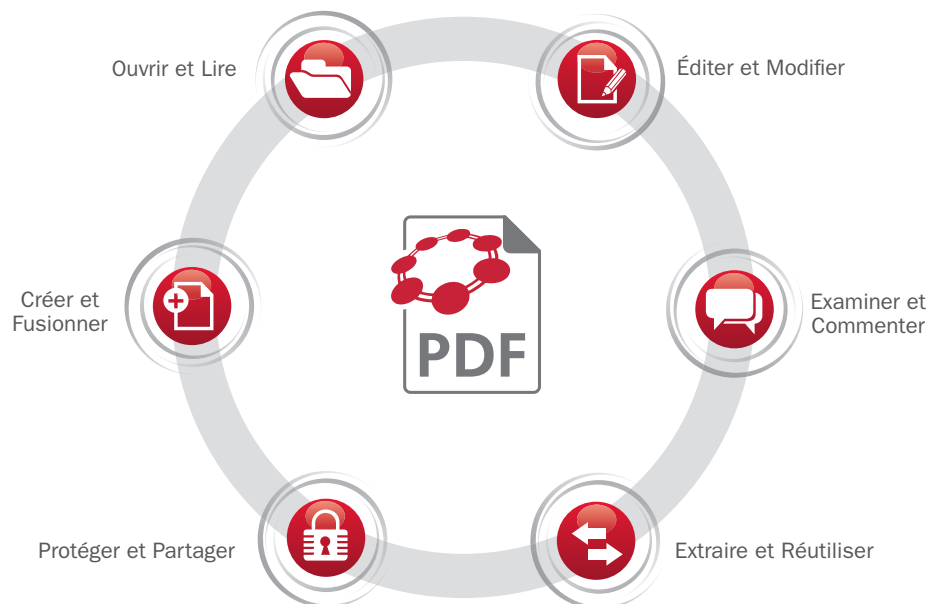 Ouvrir et Lire
Éditer et Modifier
Créer et
Fusionner
PDF
Examiner et
Commenter
Protéger et Partager
Extraire et Réutiliser